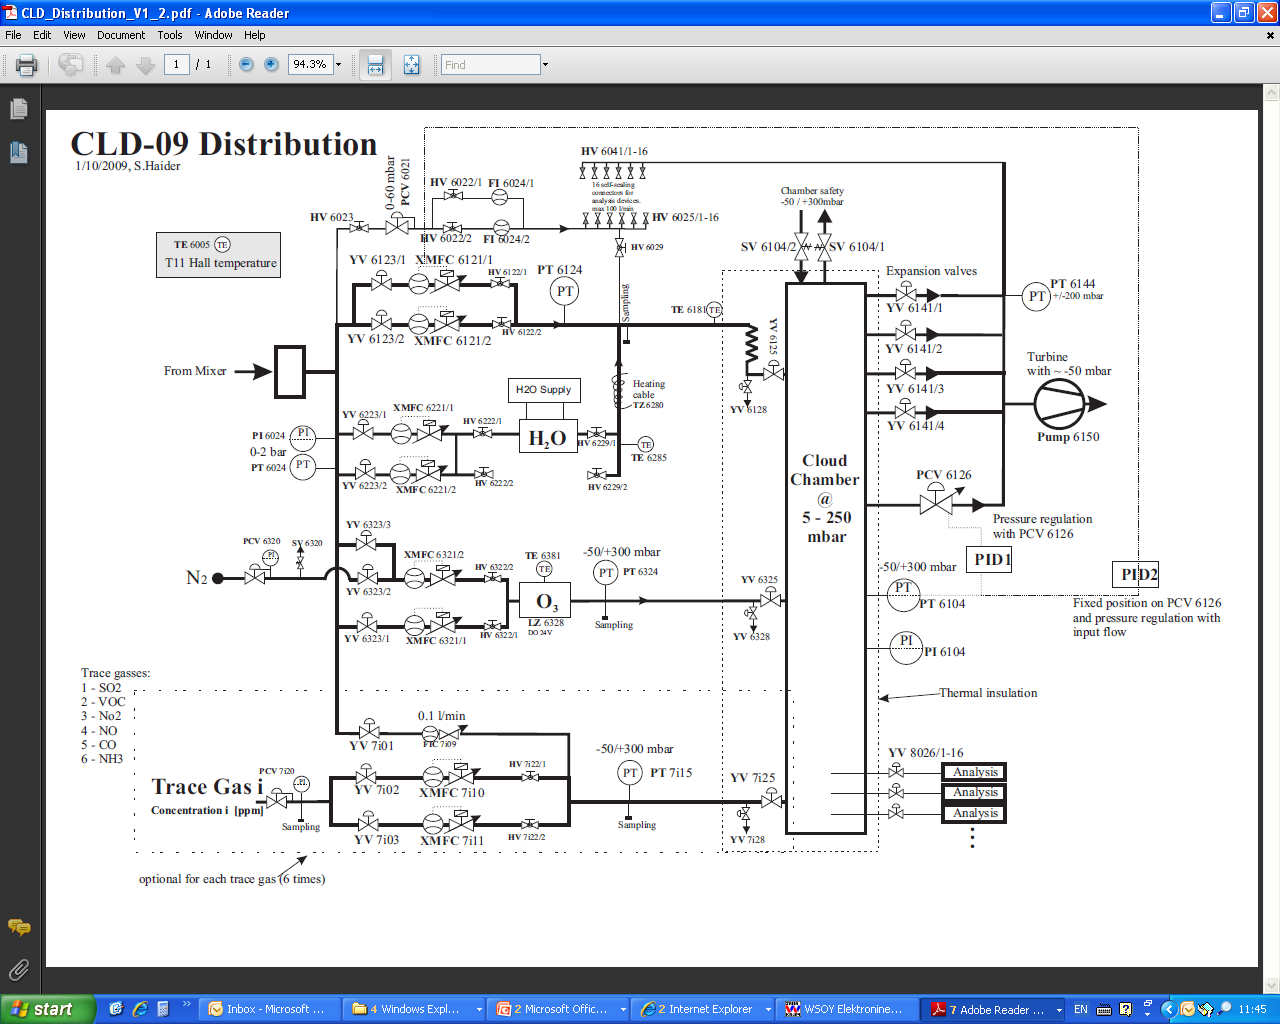 CLD_Distribution_V1_2.pdf - Adobe Reader
File Edit View Document Tools Window Help
1 / 1 94.3% Find
CLD-09 Distribution
1/10/2009, S.Haider
0-60 mbar
PCV 6021
HV 6041/1-16
HV 6022/1 FI 6024/1
16 self-sealing
connectors for
analysis devices.
max 100 l/min
Chamber safety
-50 / +300mbar
HV 6023
HV 6025/1-16
HV 6022/2 FI 6024/2
HV 6029
SV 6104/2 SV 6104/1
TE 6005 TE
T11 Hall temperature
YV 6123/1 XMFC 6121/1
HV 6122/1
PT 6124
PT
Expansion valves
PT PT 6144
+/-200 mbar
YV 6141/1
Sampling
TE 6181 TE
YV 6125
YV 6123/2 XMFC 6121/2
HV 6122/2
YV 6141/2
Turbine
with ~ -50 mbar
From Mixer
H2O Supply
Heating
cable
TZ 6280
YV 6141/3
YV 6128
YV 6223/1 XMFC 6221/1
HV 6222/1
YV 6141/4
PI 6024 PI
0-2 bar
PT 6024 PT
H2O
HV 6229/1
TE
TE 6285
Pump 6150
Cloud
Chamber
@
5 - 250
mbar
YV 6223/2 XMFC 6221/2
HV 6222/2
HV 6229/2
PCV 6126
Pressure regulation
with PCV 6126
YV 6323/3
PCV 6320 PI
SV 6320
XMFC 6321/2
HV 6322/2
TE 6381
TE
-50/+300 mbar
PT PT 6324
PID1
N2
YV 6323/2
-50/+300 mbar
PID2
YV 6325
PT
PT 6104
O3
LZ 6328
DO 24V
Sampling
YV 6328
Fixed position on PCV 6126
and pressure regulation with
input flow
YV 6323/1 XMFC 6321/1
HV 6322/1
PI
PI 6104
Trace gasses:
1 - SO2
2 - VOC
3 - No2
4 - NO
5 - CO
6 - NH3
Thermal insulation
0.1 l/min
YV 7i01
FIC 7i09
-50/+300 mbar
PT PT 7i15
YV 8026/1-16
Analysis
Analysis
Analysis
PCV 7i20 PI
HV 7i22/1
YV 7i25
Trace Gas i
Concentration i [ppm]
YV 7i02 XMFC 7i10
Sampling
Sampling
YV 7i03 XMFC 7i11
HV 7i22/2
YV 7i28
optional for each trace gas (6 times)
start
Inbox - Microsoft ...
4 Windows Expl...
2 Microsoft Offic...
2 Internet Explorer
WSOY Elektronine...
7 Adobe Reader ...
EN
11:45